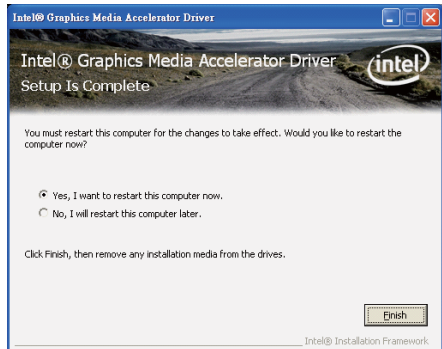 Intel® Graphics Media Accelerator Driver
Intel® Graphics Media Accelerator Driver
intel
Setup Is Complete
You must restart this computer for the changes to take effect. Would you like to restart the
computer now?
Yes, I want to restart this computer now.
No, I will restart this computer later.
Click Finish, then remove any installation media from the drives.
Finish
Intel® Installation Framework